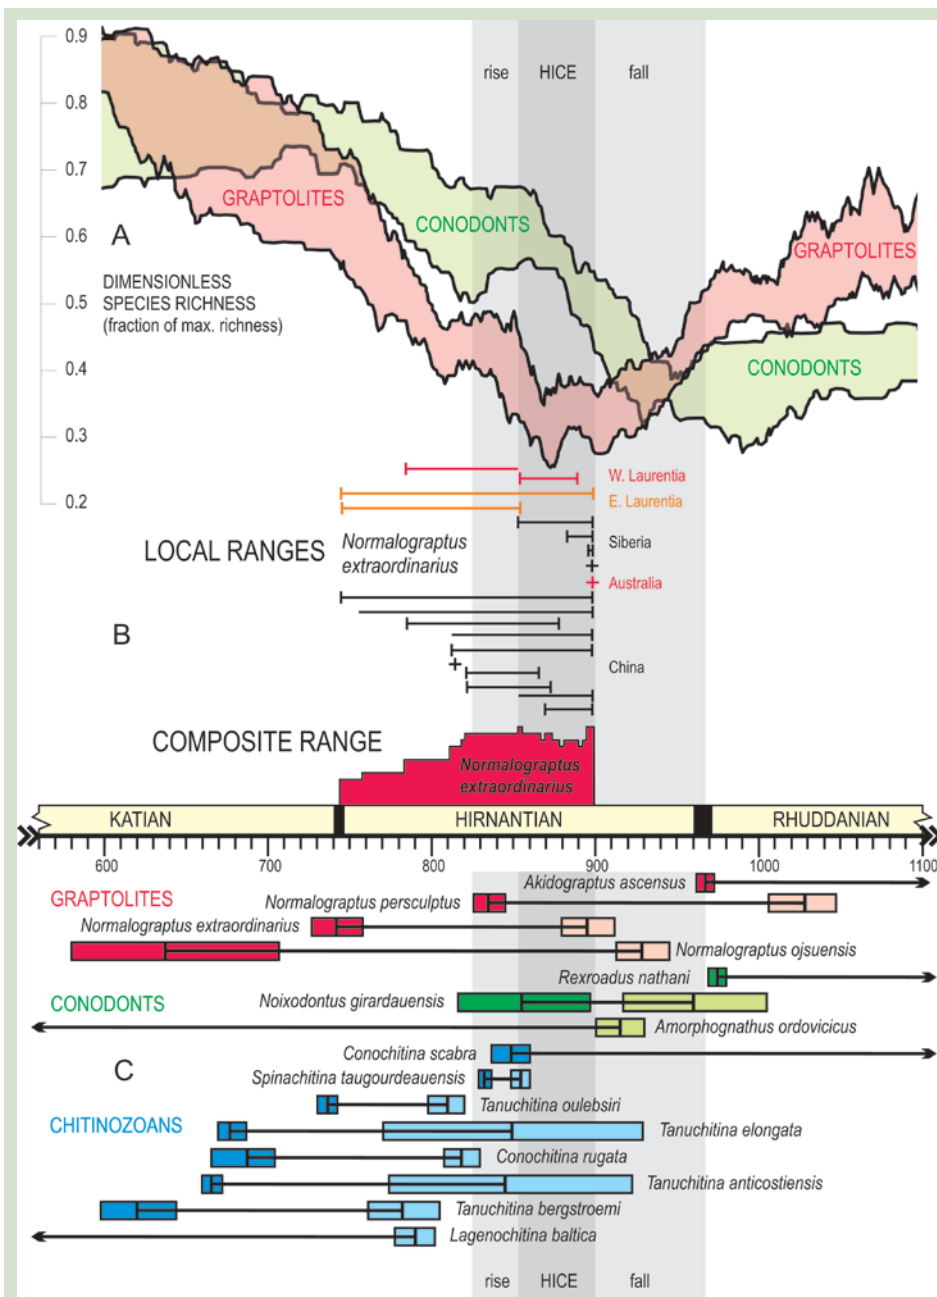 0.9
rise HICE fall
0.8
0.7
GRAPTOLITES
CONODONTS
0.6
A
GRAPTOLITES
DIMENSIONLESS
SPECIES RICHNESS
(fraction of max. richness)
0.5
0.4
CONODONTS
0.3
W. Laurentia
0.2
E. Laurentia
LOCAL RANGES
Normalograptus
extraordinarius
Siberia
Australia
B
China
COMPOSITE RANGE
Normalograptus
extraordinarius
KATIAN HIRNANTIAN RHUDDANIAN
600 700 800 900 1000 1100
Akidograptus ascensus
GRAPTOLITES
Normalograptus persculptus
Normalograptus extraordinarius
Normalograptus ojsuensis
Rexroadus nathani
CONODONTS
Noixodontus girardauensis
Amorphognathus ordovicicus
Conochitina scabra
C
Spinachitina taugourdeauensis
Tanuchitina oulebsiri
CHITINOZOANS
Tanuchitina elongata
Conochitina rugata
Tanuchitina anticostiensis
Tanuchitina bergstroemi
Lagenochitina baltica
rise HICE fall